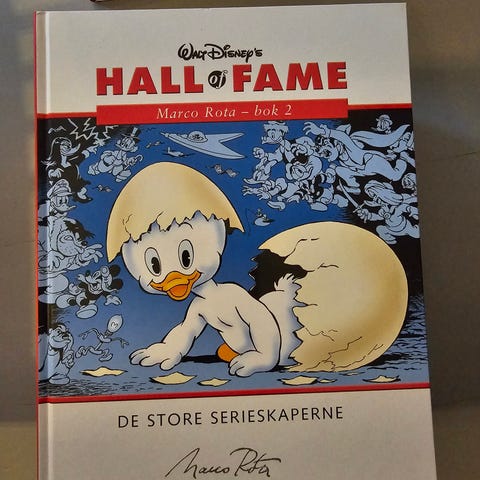 WALT DISNEY'S
HALL of FAME
Marco Rota – bok 2
DE STORE SERIESKAPERNE
Marco Rota